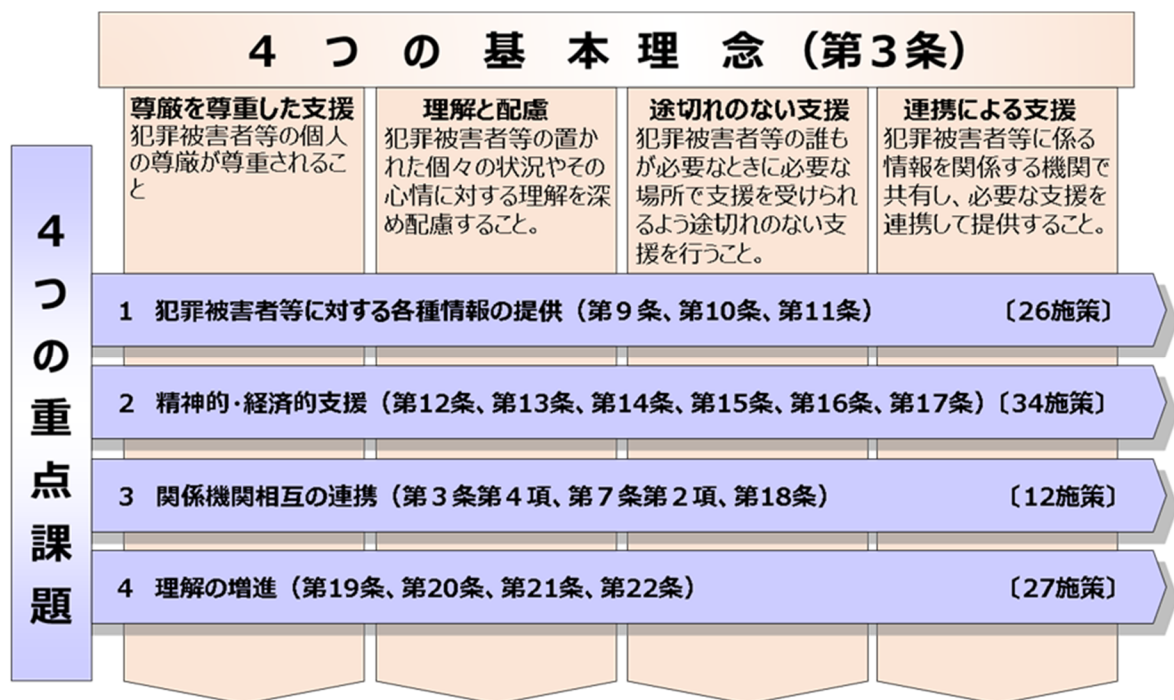 4つの基本理念（第3条）
尊厳を尊重した支援
犯罪被害者等の個人
の尊厳が尊重されるこ
と
理解と配慮
犯罪被害者等の置か
れた個々の状況やその
心情に対する理解を深
め配慮すること。
途切れのない支援
犯罪被害者等の誰も
が必要なときに必要な
場所で支援を受けられ
るよう途切れのない支
援を行うこと。
連携による支援
犯罪被害者等に係る
情報を関係する機関で
共有し、必要な支援を
連携して提供すること。
4つの重点課題
1 犯罪被害者等に対する各種情報の提供（第９条、第10条、第11条） 〔26施策〕
2 精神的・経済的支援（第12条、第13条、第14条、第15条、第16条、第17条）〔34施策〕
3 関係機関相互の連携（第３条第４項、第７条第２項、第18条） 〔12施策〕
4 理解の増進（第19条、第20条、第21条、第22条） 〔27施策〕